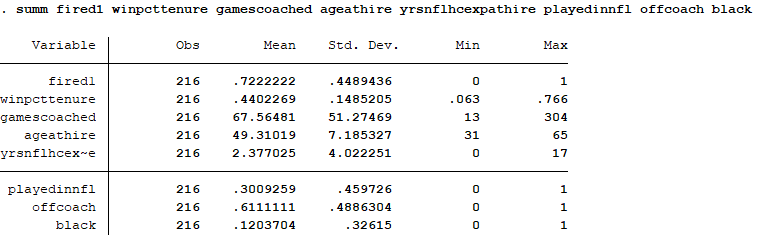 . summ fired1 winpcttenure gamescoached ageathire yrsnflhcexpathire playedinnfl offcoach black
Variable Obs Mean Std. Dev. Min Max
fired1 216 .7222222 .4489436 0 1
winpcttenure 216 .4402269 .1485205 .063 .766
gamescoached 216 67.56481 51.27469 13 304
ageathire 216 49.31019 7.185327 31 65
yrsnflhcex~e 216 2.377025 4.022251 0 17
playedinnfl 216 .3009259 .459726 0 1
offcoach 216 .6111111 .4886304 0 1
black 216 .1203704 .32615 0 1